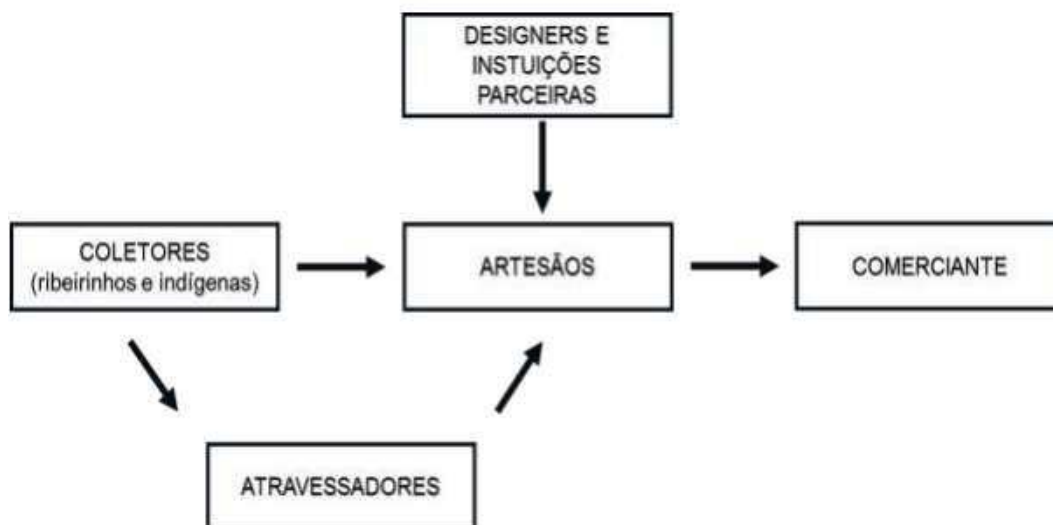 DESIGNERS E
INSTUIÇÕES
PARCEIRAS
COLETORES
(ribeirinhos e indígenas)
ARTESÃOS
COMERCIANTE
ATRAVESSADORES